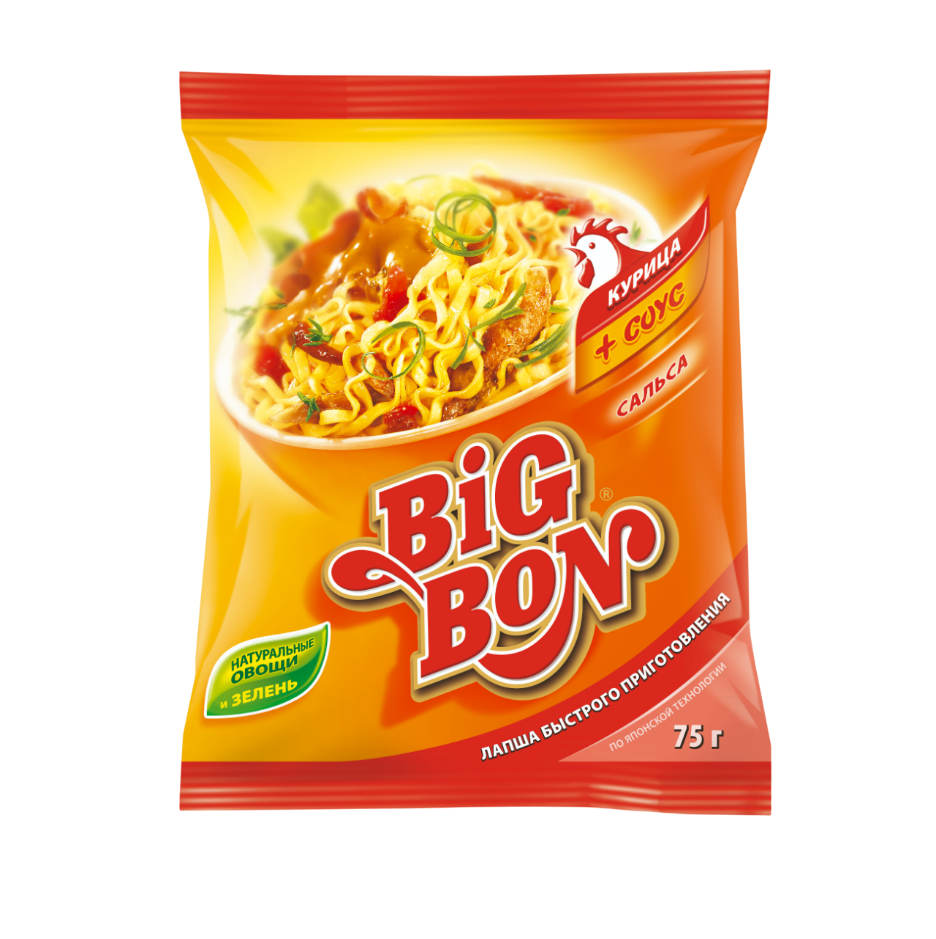 КУРИЦА
+ СОУС
САЛЬСА
BiG
BON
®
НАТУРАЛЬНЫЕ
ОВОЩИ
и ЗЕЛЕНЬ
ЛАПША БЫСТРОГО ПРИГОТОВЛЕНИЯ
ПО ЯПОНСКОЙ ТЕХНОЛОГИИ
75 г